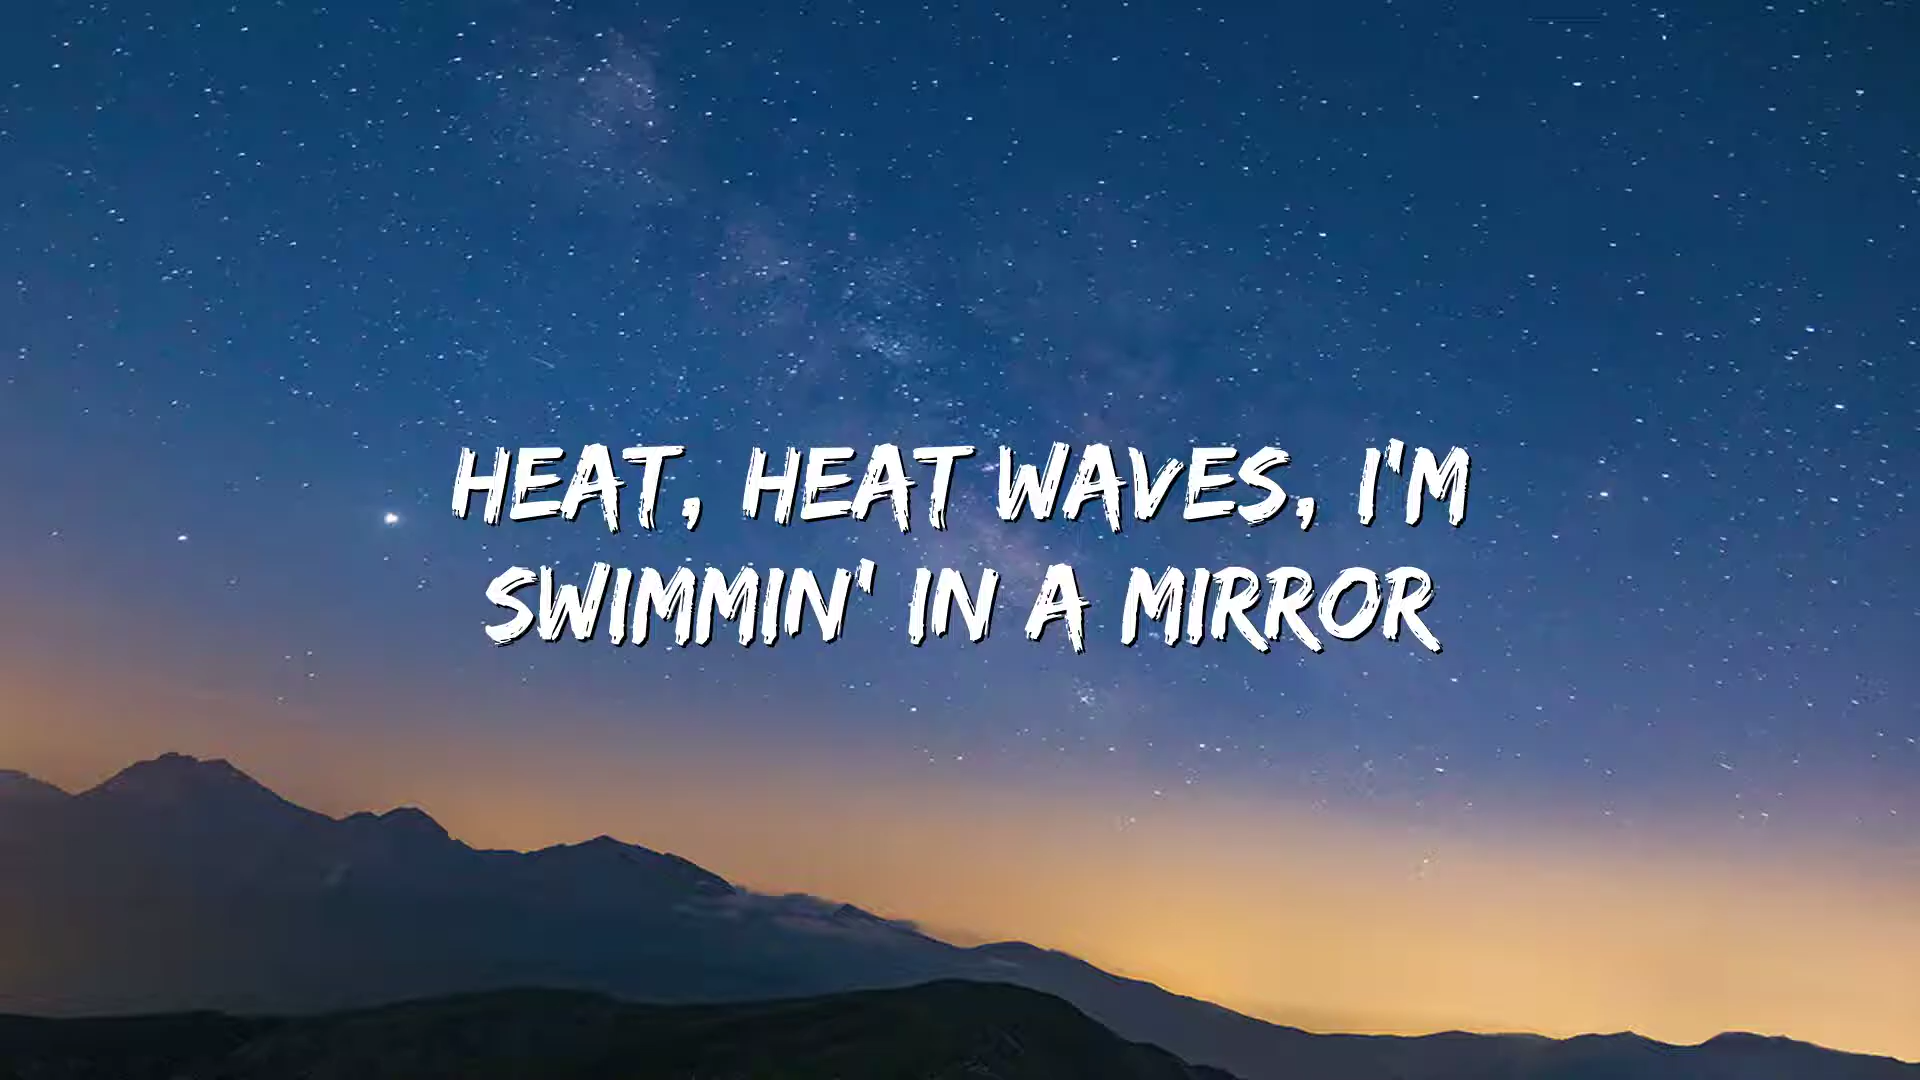 HEAT, HEAT WAVES, I'M
SWIMMIN' IN A MIRROR